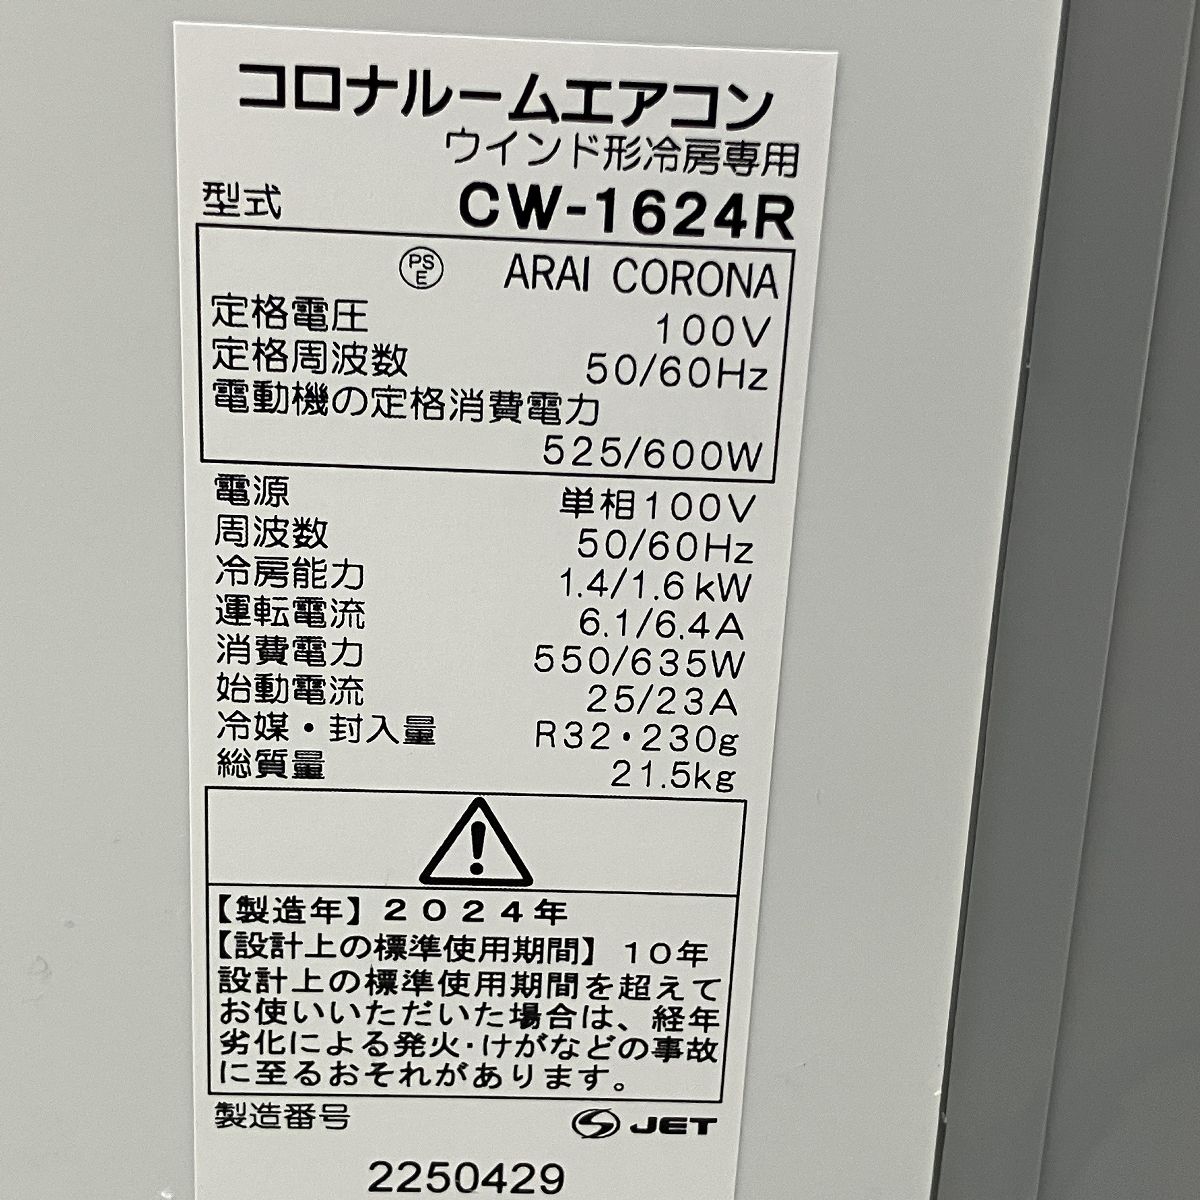 コロナルームエアコン
ウインド形冷房専用
型式 CW-1624R
PSE ARAI CORONA
定格電圧 100V
定格周波数 50/60Hz
電動機の定格消費電力
525/600W
電源 単相100V
周波数 50/60Hz
冷房能力 1.4/1.6kW
運転電流 6.1/6.4A
消費電力 550/635W
始動電流 25/23A
冷媒・封入量 R32・230g
総質量 21.5kg
【製造年】2024年
【設計上の標準使用期間】10年
設計上の標準使用期間を超えて
お使いいただいた場合は、経年
劣化による発火・けがなどの事故
に至るおそれがあります。
製造番号 JET
2250429